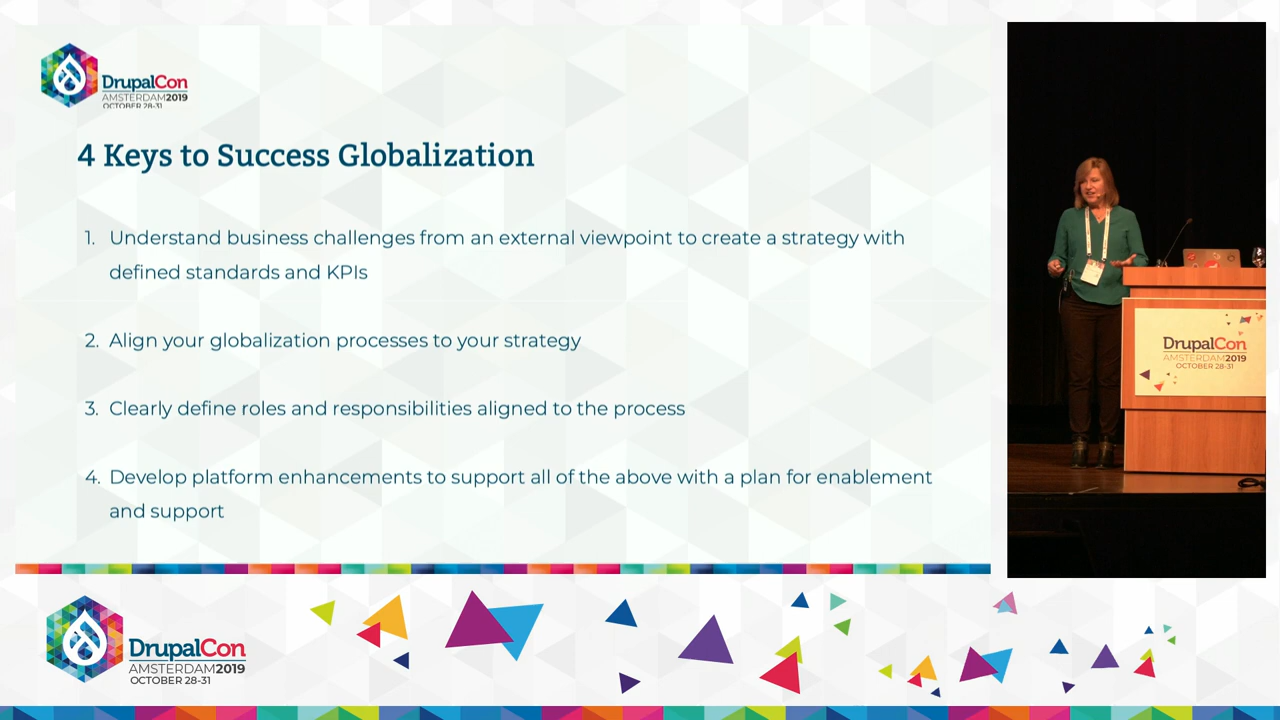 DrupalCon
AMSTERDAM2019
OCTOBER 28-31
4 Keys to Success Globalization
1. Understand business challenges from an external viewpoint to create a strategy with
defined standards and KPIs
2. Align your globalization processes to your strategy
3. Clearly define roles and responsibilities aligned to the process
4. Develop platform enhancements to support all of the above with a plan for enablement
and support
DrupalCon
AMSTERDAM2019
OCTOBER 28-31
DrupalCon
AMSTERDAM2019
OCTOBER 28-31